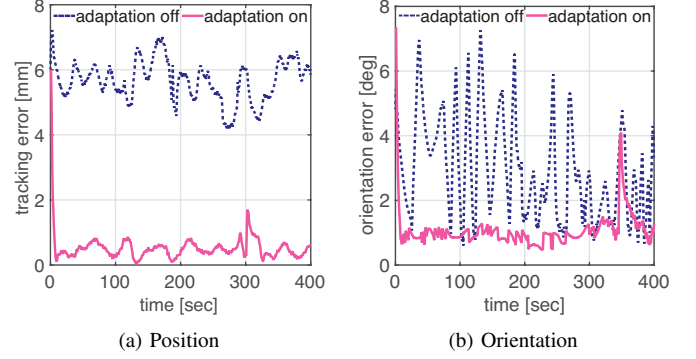 adaptation off adaptation on
8
6
4
2
0
tracking error [mm]
0 100 200 300 400
time [sec]
(a) Position
adaptation off adaptation on
8
6
4
2
0
orientation error [deg]
0 100 200 300 400
time [sec]
(b) Orientation